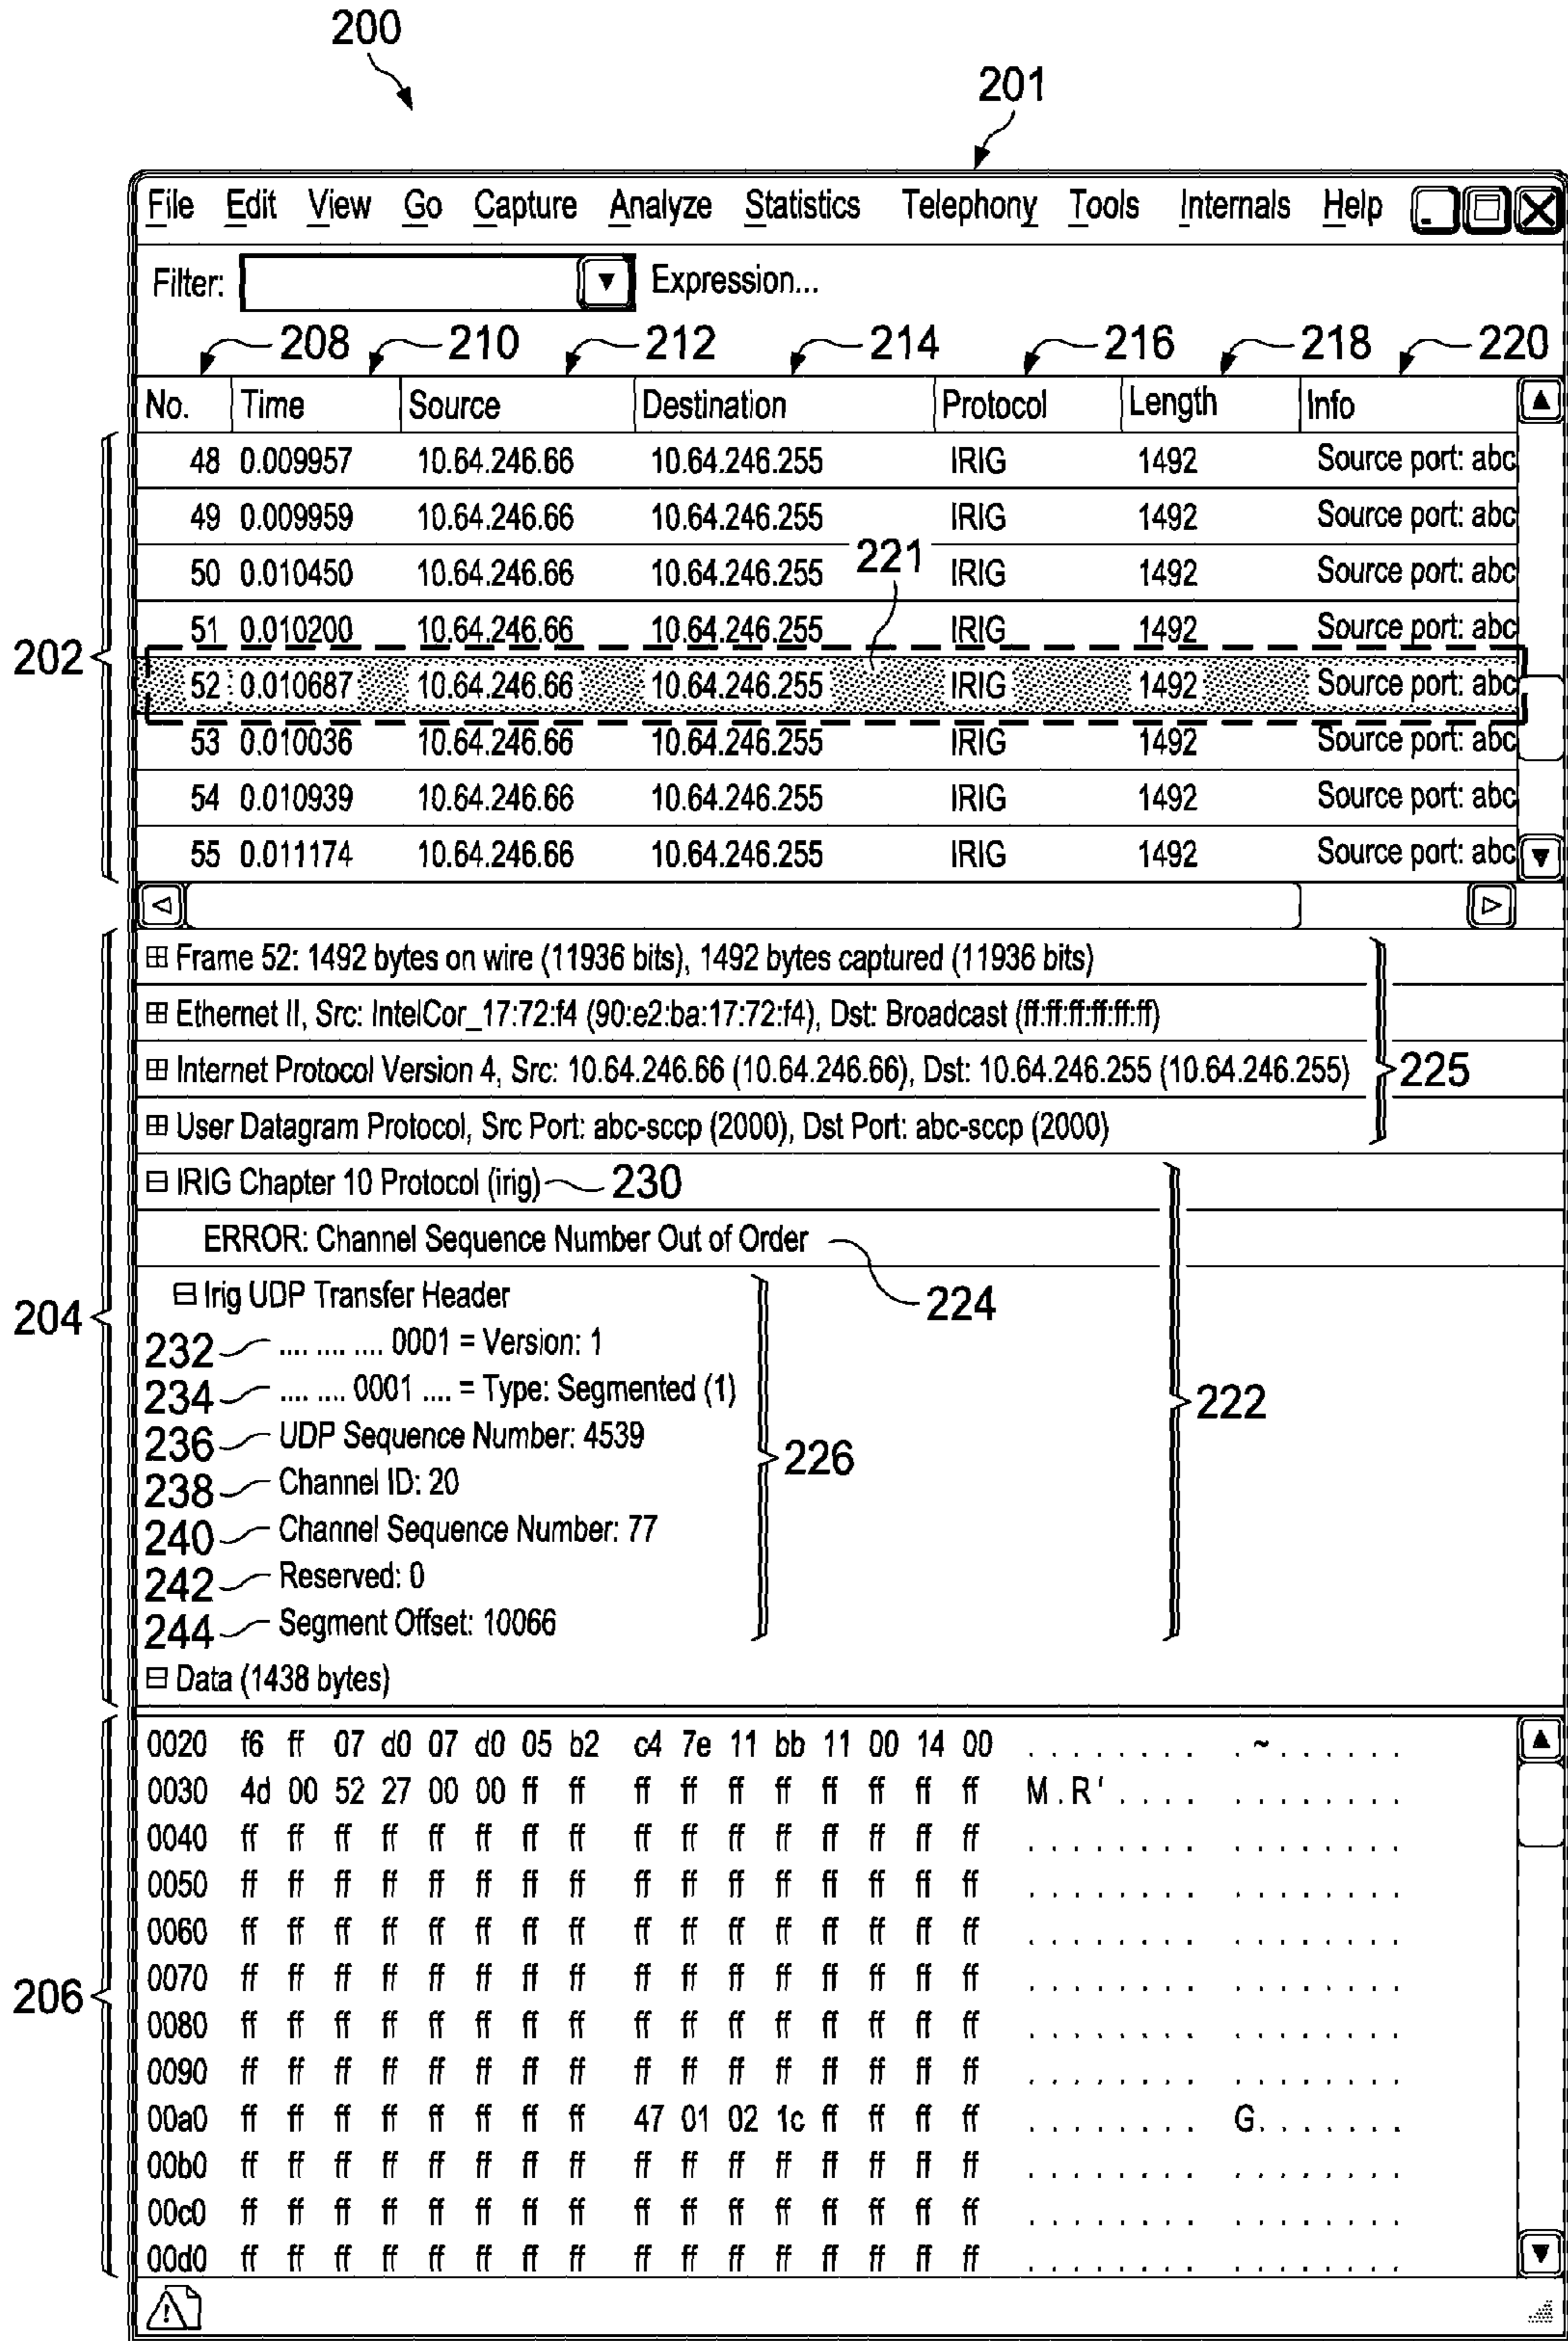 200
201
File Edit View Go Capture Analyze Statistics Telephony Tools Internals Help
Filter: Expression...
208 210 212 214 216 218 220
No. Time Source Destination Protocol Length Info
48 0.009957 10.64.246.66 10.64.246.255 IRIG 1492 Source port: abc
49 0.009959 10.64.246.66 10.64.246.255 IRIG 1492 Source port: abc
221
50 0.010450 10.64.246.66 10.64.246.255 IRIG 1492 Source port: abc
51 0.010200 10.64.246.66 10.64.246.255 IRIG 1492 Source port: abc
202
52 0.010687 10.64.246.66 10.64.246.255 IRIG 1492 Source port: abc
53 0.010036 10.64.246.66 10.64.246.255 IRIG 1492 Source port: abc
54 0.010939 10.64.246.66 10.64.246.255 IRIG 1492 Source port: abc
55 0.011174 10.64.246.66 10.64.246.255 IRIG 1492 Source port: abc
Frame 52: 1492 bytes on wire (11936 bits), 1492 bytes captured (11936 bits)
Ethernet II, Src: IntelCor_17:72:f4 (90:e2:ba:17:72:f4), Dst: Broadcast (ff:ff:ff:ff:ff:ff)
Internet Protocol Version 4, Src: 10.64.246.66 (10.64.246.66), Dst: 10.64.246.255 (10.64.246.255) 225
User Datagram Protocol, Src Port: abc-sccp (2000), Dst Port: abc-sccp (2000)
IRIG Chapter 10 Protocol (irig) 230
ERROR: Channel Sequence Number Out of Order
Irig UDP Transfer Header 224
204
232 .... .... .... 0001 = Version: 1
234 .... .... 0001 .... = Type: Segmented (1)
222
236 UDP Sequence Number: 4539
226
238 Channel ID: 20
240 Channel Sequence Number: 77
242 Reserved: 0
244 Segment Offset: 10066
Data (1438 bytes)
0020 f6 ff 07 d0 07 d0 05 b2 c4 7e 11 bb 11 00 14 00 . . . . . . . . . ~ . . . . . .
0030 4d 00 52 27 00 00 ff ff ff ff ff ff ff ff ff ff M . R ' . . . . . . . . . . . .
0040 ff ff ff ff ff ff ff ff ff ff ff ff ff ff ff ff . . . . . . . . . . . . . . . .
0050 ff ff ff ff ff ff ff ff ff ff ff ff ff ff ff ff . . . . . . . . . . . . . . . .
0060 ff ff ff ff ff ff ff ff ff ff ff ff ff ff ff ff . . . . . . . . . . . . . . . .
0070 ff ff ff ff ff ff ff ff ff ff ff ff ff ff ff ff . . . . . . . . . . . . . . . .
206
0080 ff ff ff ff ff ff ff ff ff ff ff ff ff ff ff ff . . . . . . . . . . . . . . . .
0090 ff ff ff ff ff ff ff ff ff ff ff ff ff ff ff ff . . . . . . . . . . . . . . . .
00a0 ff ff ff ff ff ff ff ff 47 01 02 1c ff ff ff ff . . . . . . . . G . . . . . . .
00b0 ff ff ff ff ff ff ff ff ff ff ff ff ff ff ff ff . . . . . . . . . . . . . . . .
00c0 ff ff ff ff ff ff ff ff ff ff ff ff ff ff ff ff . . . . . . . . . . . . . . . .
00d0 ff ff ff ff ff ff ff ff ff ff ff ff ff ff ff ff . . . . . . . . . . . . . . . .